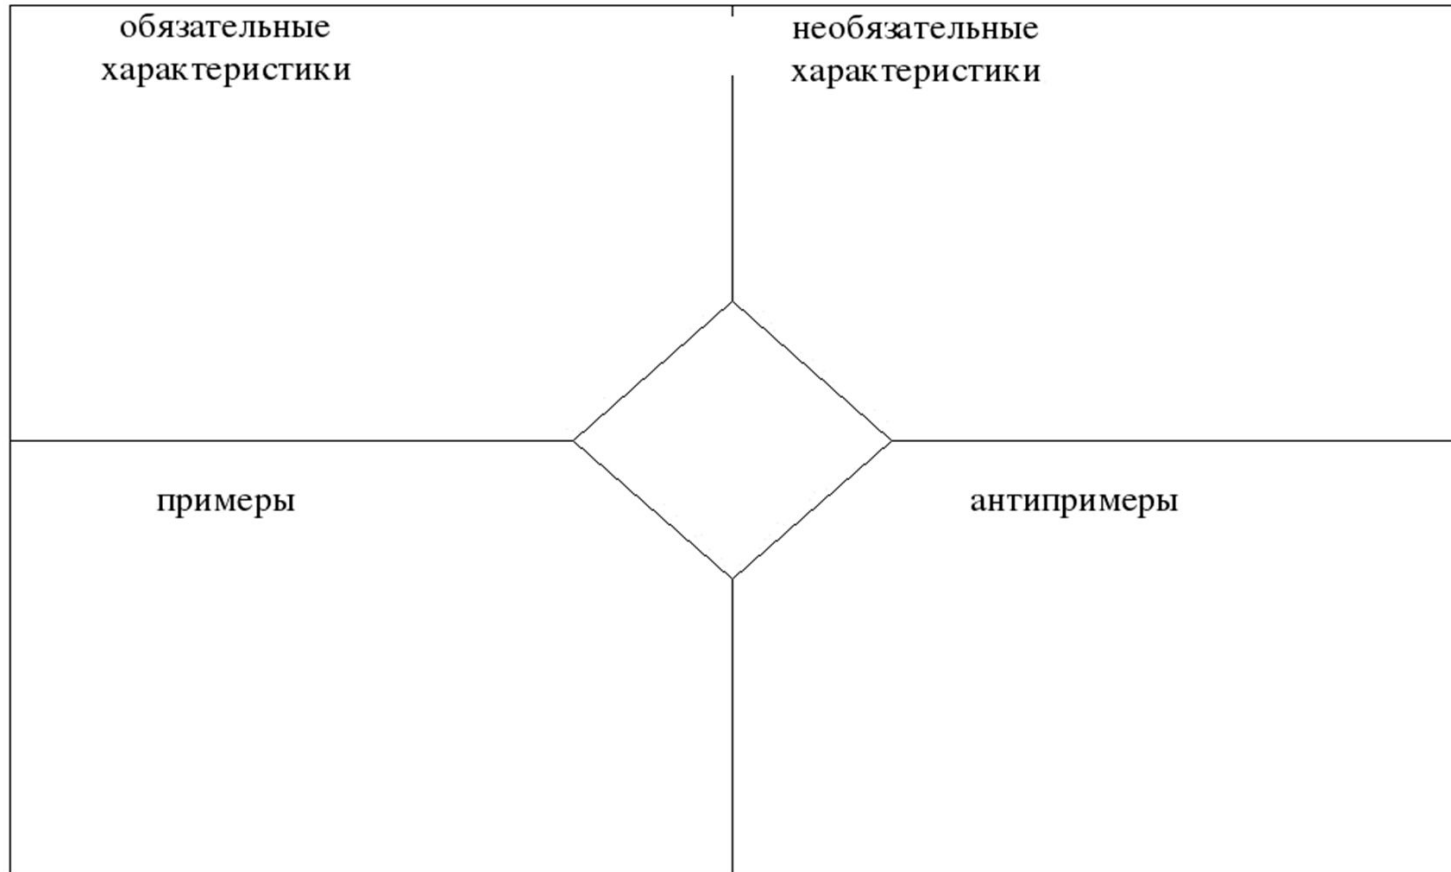 обязательные
характеристики
необязательные
характеристики
примеры
антипримеры